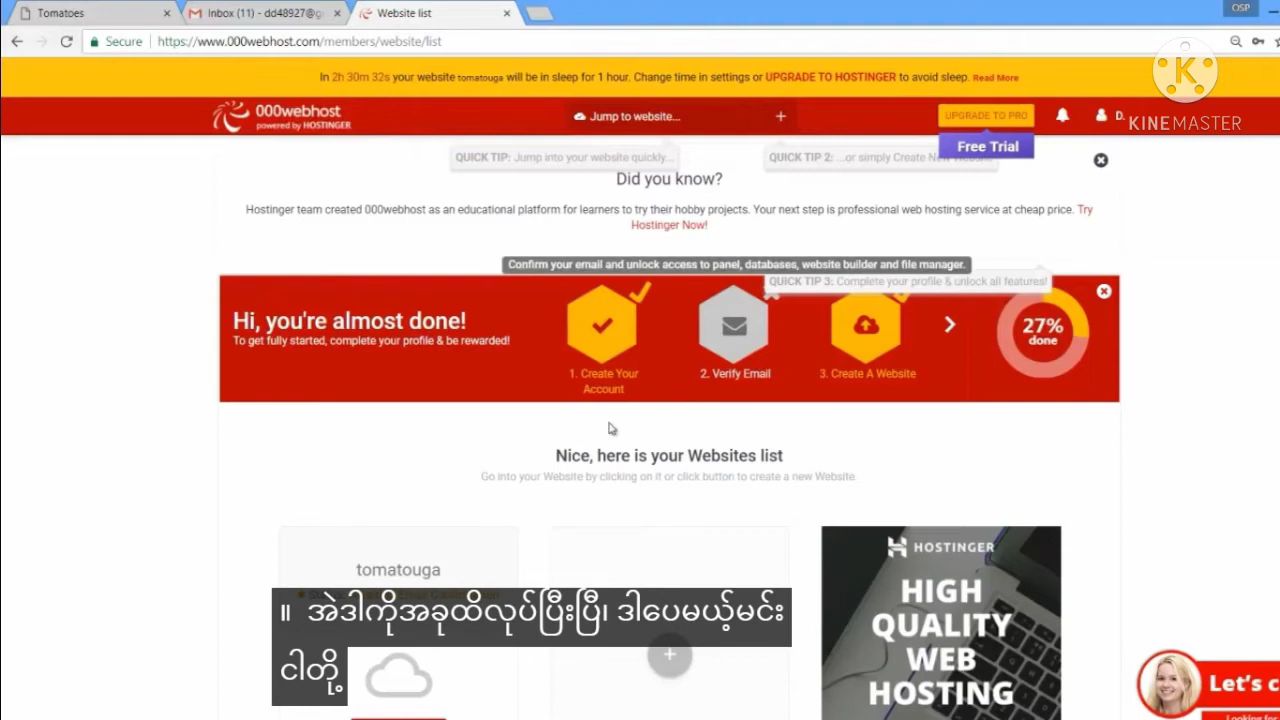 Tomatoes
Inbox (11) - dd48927@g
Website list
OSP
Secure
https://www.000webhost.com/members/website/list
In 2h 30m 32s your website tomatouga will be in sleep for 1 hour. Change time in settings or UPGRADE TO HOSTINGER to avoid sleep. Read More
000webhost
powered by HOSTINGER
Jump to website...
UPGRADE TO PRO
D.
KINEMASTER
Free Trial
QUICK TIP: Jump into your website quickly...
QUICK TIP 2: ...or simply Create New
Did you know?
Hostinger team created 000webhost as an educational platform for learners to try their hobby projects. Your next step is professional web hosting service at cheap price. Try
Hostinger Now!
Confirm your email and unlock access to panel, databases, website builder and file manager.
QUICK TIP 3: Complete your profile & unlock all features!
Hi, you're almost done!
To get fully started, complete your profile & be rewarded!
1. Create Your
Account
2. Verify Email
3. Create A Website
27%
done
Nice, here is your Websites list
Go into your Website by clicking on it or click button to create a new Website.
tomatouga
။ အဲဒါကိုအခုထိလုပ်ပြီးပြီ၊ ဒါပေမယ့်မင်း
ငါတို့
HOSTINGER
HIGH
QUALITY
WEB
HOSTING
Let's c
Looking for